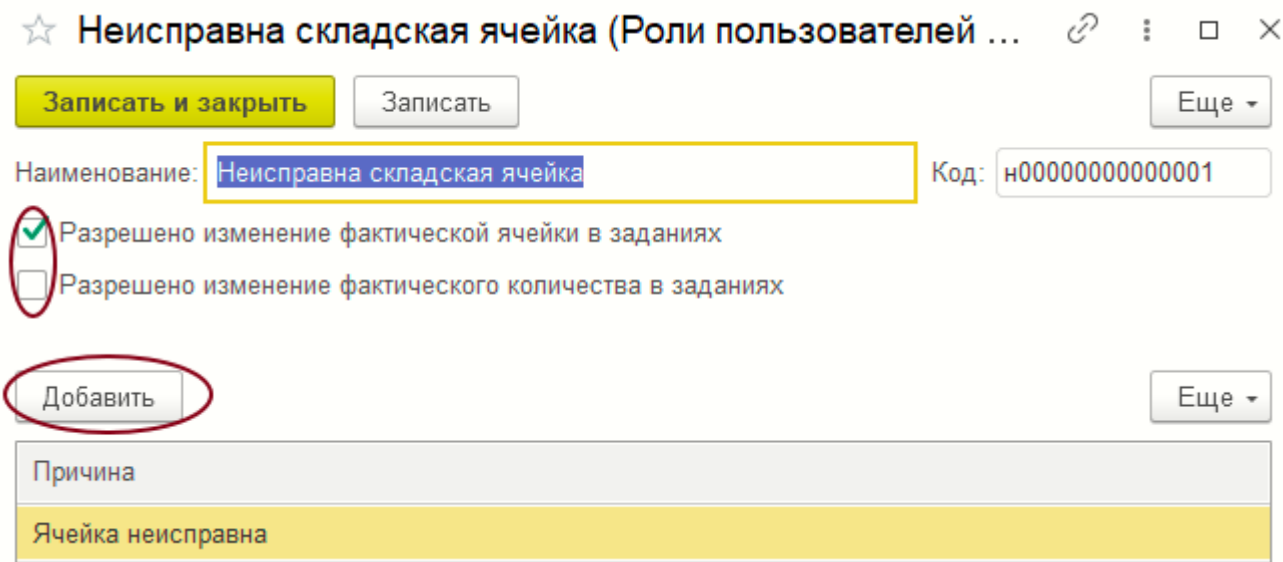 Неисправна складская ячейка (Роли пользователей ...
Записать и закрыть Записать Еще
Наименование: Неисправна складская ячейка Код: н00000000000001
Разрешено изменение фактической ячейки в заданиях
Разрешено изменение фактического количества в заданиях
Добавить Еще
Причина
Ячейка неисправна